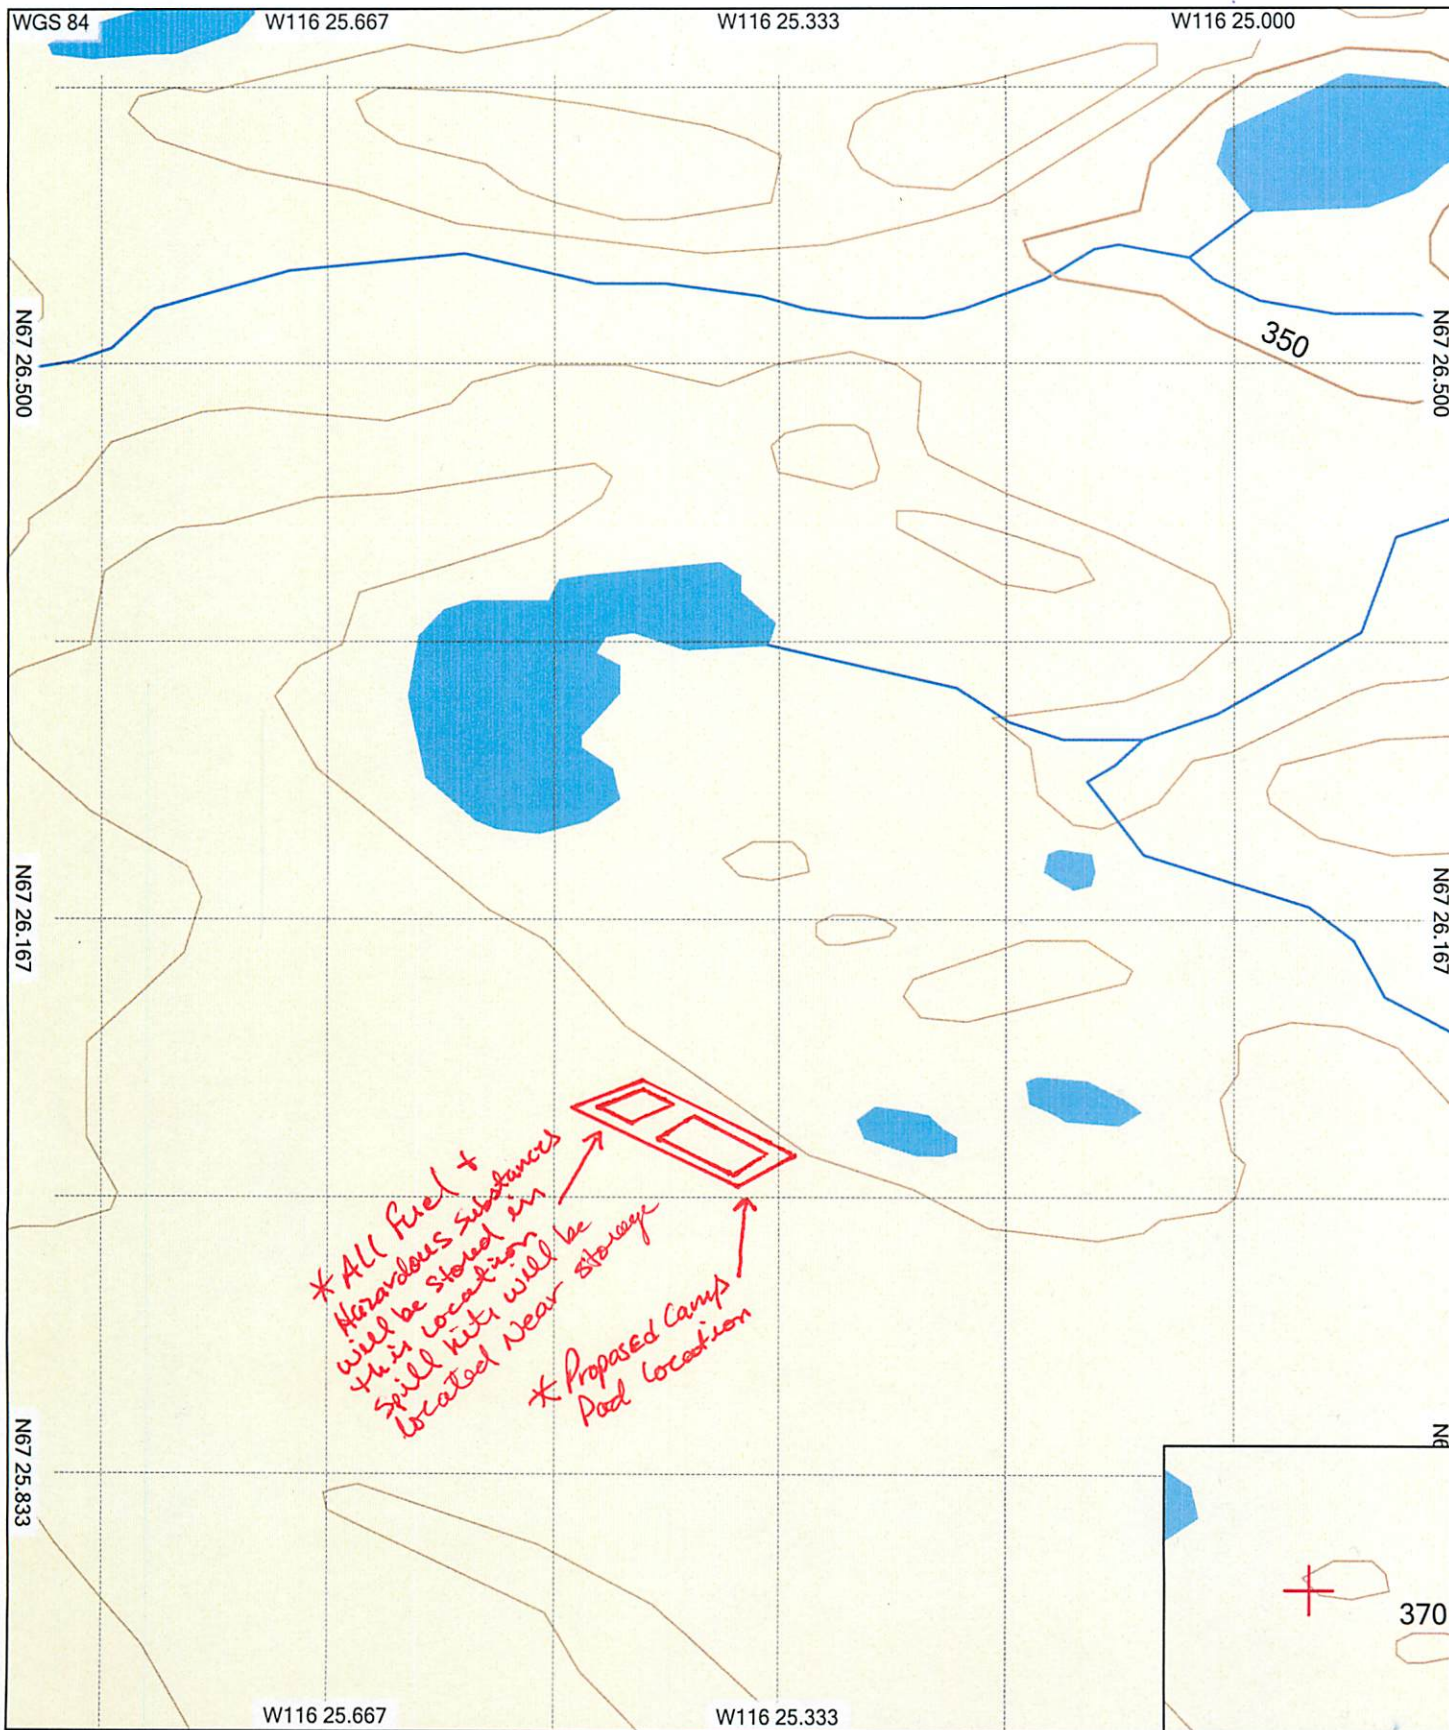 WGS 84
W116 25.667
W116 25.333
W116 25.000
N67 26.500
N67 26.500
350
N67 26.167
N67 26.167
* ALL Fuel +
Hazardous substances
will be stored in
this location
Spill kits will be
located Near storage
* Proposed Camp
Pad location
N67 25.833
N6
370
W116 25.667
W116 25.333